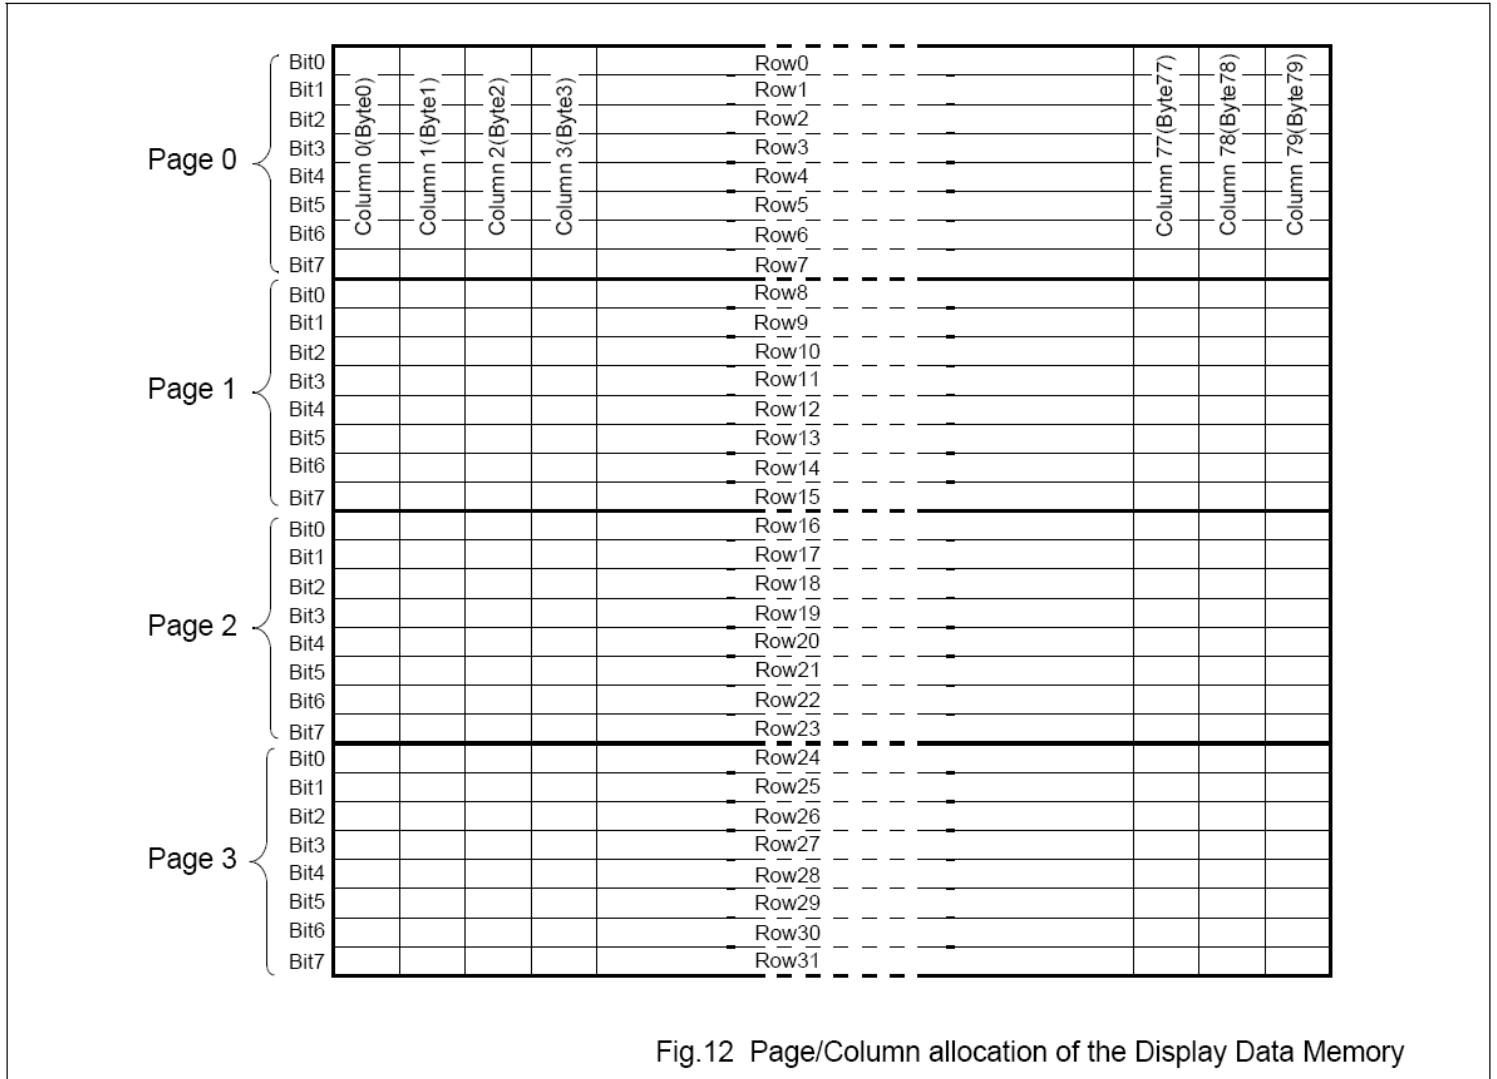 Bit0 Row0
Bit1 Row1
Bit2 Row2
Bit3 Row3
Bit4 Row4
Bit5 Row5
Bit6 Row6
Bit7 Row7
Page 0
Column 0(Byte0)
Column 1(Byte1)
Column 2(Byte2)
Column 3(Byte3)
Column 77(Byte77)
Column 78(Byte78)
Column 79(Byte79)
Bit0 Row8
Bit1 Row9
Bit2 Row10
Bit3 Row11
Page 1
Bit4 Row12
Bit5 Row13
Bit6 Row14
Bit7 Row15
Bit0 Row16
Bit1 Row17
Bit2 Row18
Bit3 Row19
Page 2
Bit4 Row20
Bit5 Row21
Bit6 Row22
Bit7 Row23
Bit0 Row24
Bit1 Row25
Bit2 Row26
Bit3 Row27
Page 3
Bit4 Row28
Bit5 Row29
Bit6 Row30
Bit7 Row31
Fig.12 Page/Column allocation of the Display Data Memory